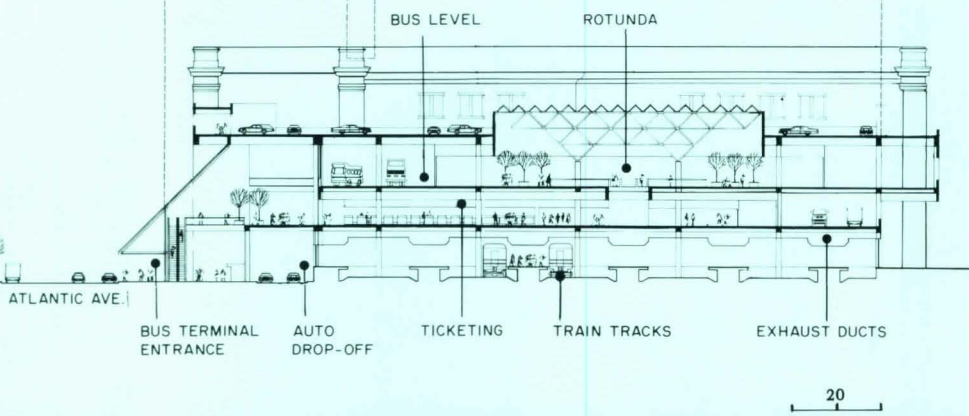 BUS LEVEL
ROTUNDA
ATLANTIC AVE.
BUS TERMINAL
ENTRANCE
AUTO
DROP-OFF
TICKETING
TRAIN TRACKS
EXHAUST DUCTS
20